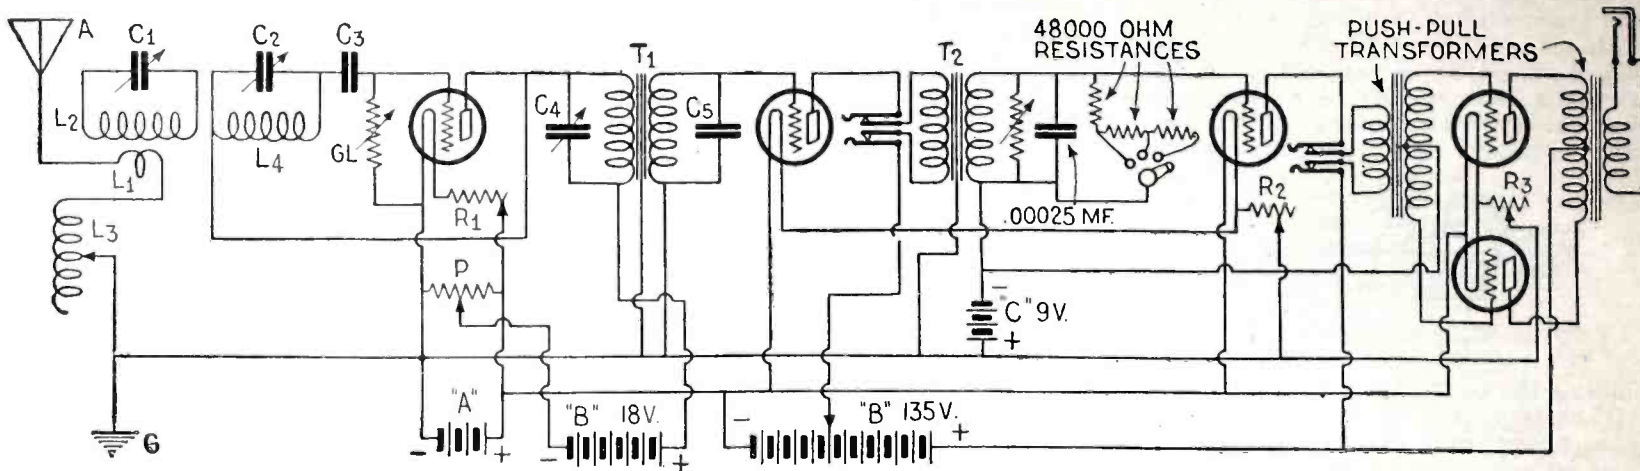 A
C1
C2
C3
L2
L4
L1
L3
GL
R1
P
C4
T1
C5
T2
48000 OHM
RESISTANCES
.00025 MF.
R2
PUSH-PULL
TRANSFORMERS
R3
"C" 9V.
-
+
G
"A"
- +
"B" 18V.
- +
"B" 135V.
- +